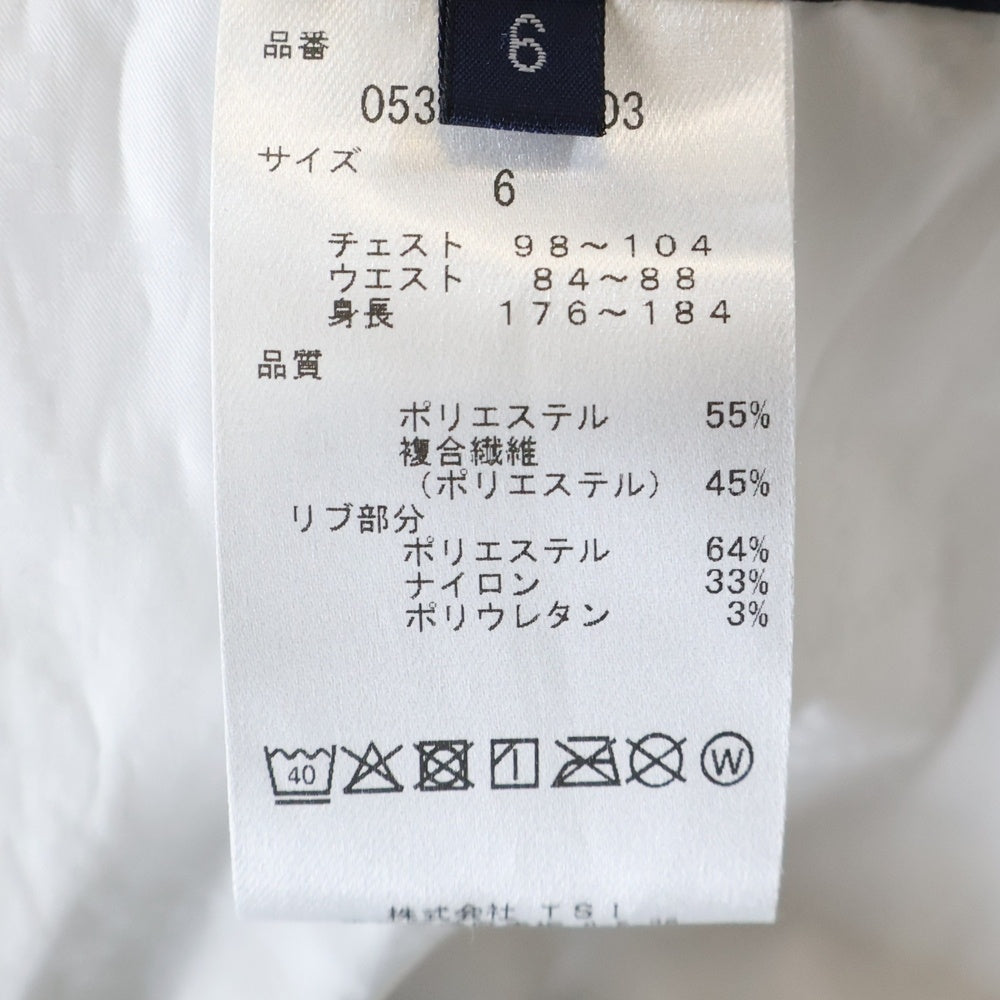 6
品番
053 03
サイズ
6
チェスト 98〜104
ウエスト 84〜88
身長 176〜184
品質
ポリエステル 55%
複合繊維
(ポリエステル) 45%
リブ部分
ポリエステル 64%
ナイロン 33%
ポリウレタン 3%
40 W
株式会社 TSI